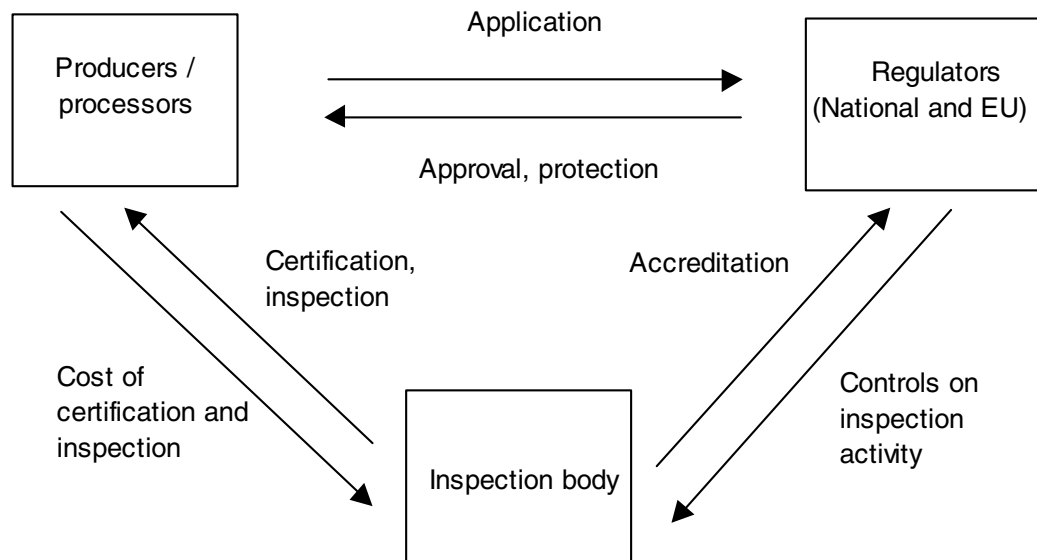 Application
Producers /
processors
Regulators
(National and EU)
Approval, protection
Certification,
inspection
Accreditation
Cost of
certification and
inspection
Controls on
inspection
activity
Inspection body